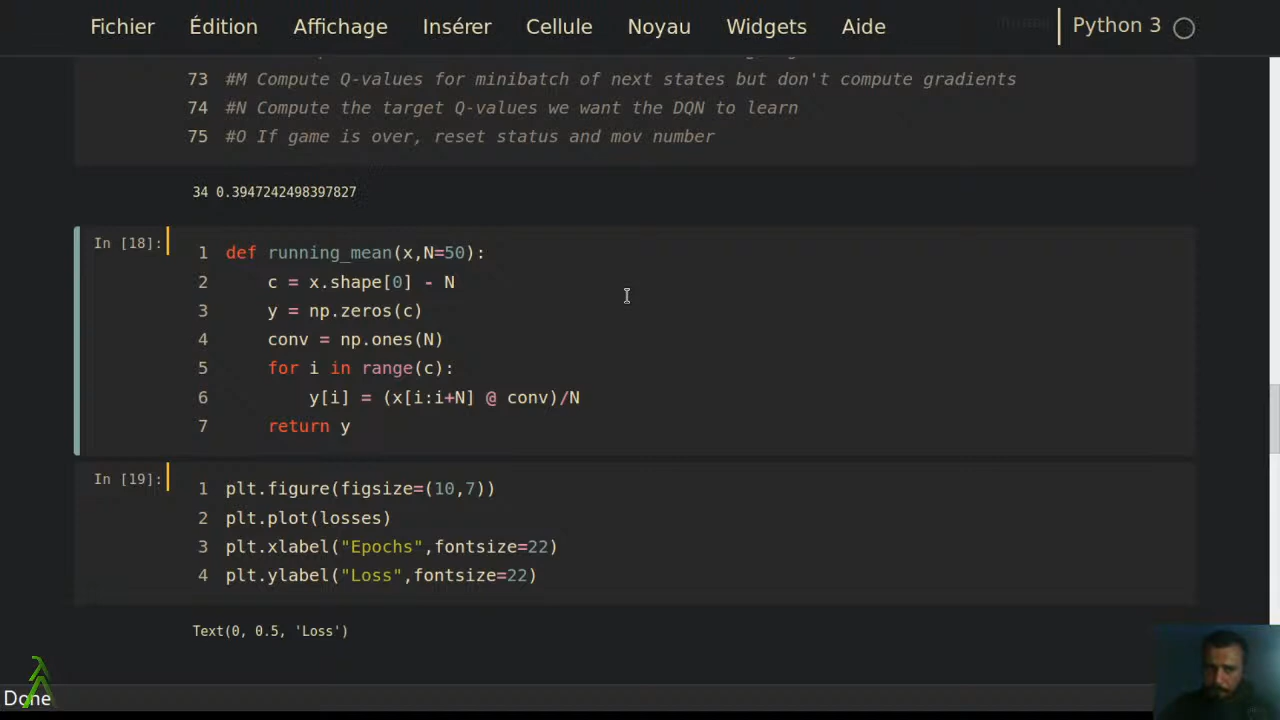 Fichier Édition Affichage Insérer Cellule Noyau Widgets Aide Python 3
73 #M Compute Q-values for minibatch of next states but don't compute gradients
74 #N Compute the target Q-values we want the DQN to learn
75 #O If game is over, reset status and mov number
34 0.3947242498397827
In [18]:
1 def running_mean(x,N=50):
2     c = x.shape[0] - N
3     y = np.zeros(c)
4     conv = np.ones(N)
5     for i in range(c):
6         y[i] = (x[i:i+N] @ conv)/N
7     return y
In [19]:
1 plt.figure(figsize=(10,7))
2 plt.plot(losses)
3 plt.xlabel("Epochs",fontsize=22)
4 plt.ylabel("Loss",fontsize=22)
Text(0, 0.5, 'Loss')
Done